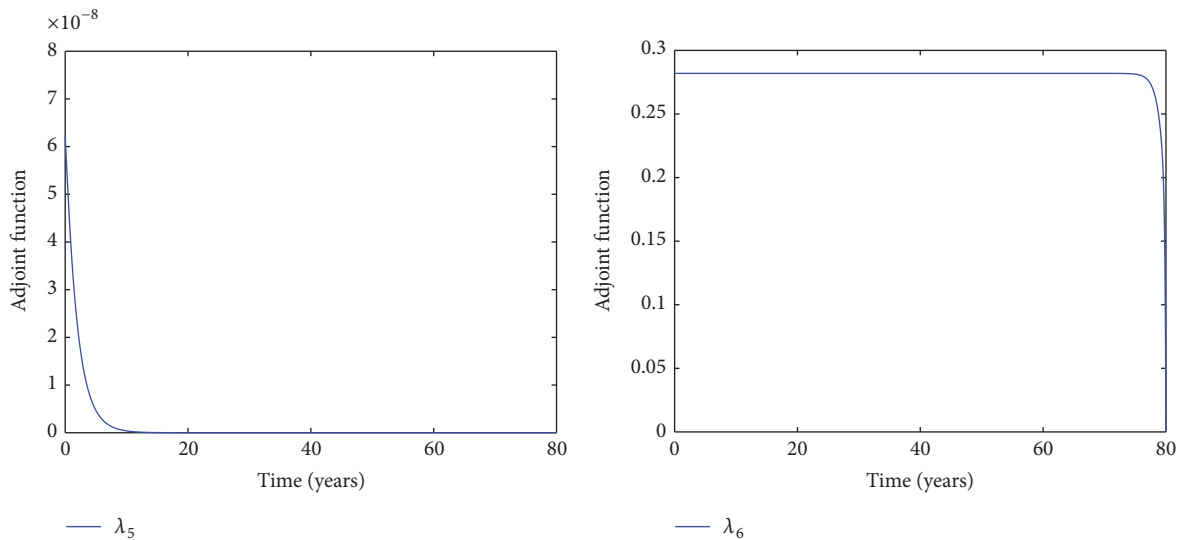 ×10⁻⁸
8
7
6
5
4
3
2
1
0
Adjoint function
0 20 40 60 80
Time (years)
λ₅
0.3
0.25
0.2
0.15
0.1
0.05
0
Adjoint function
0 20 40 60 80
Time (years)
λ₆